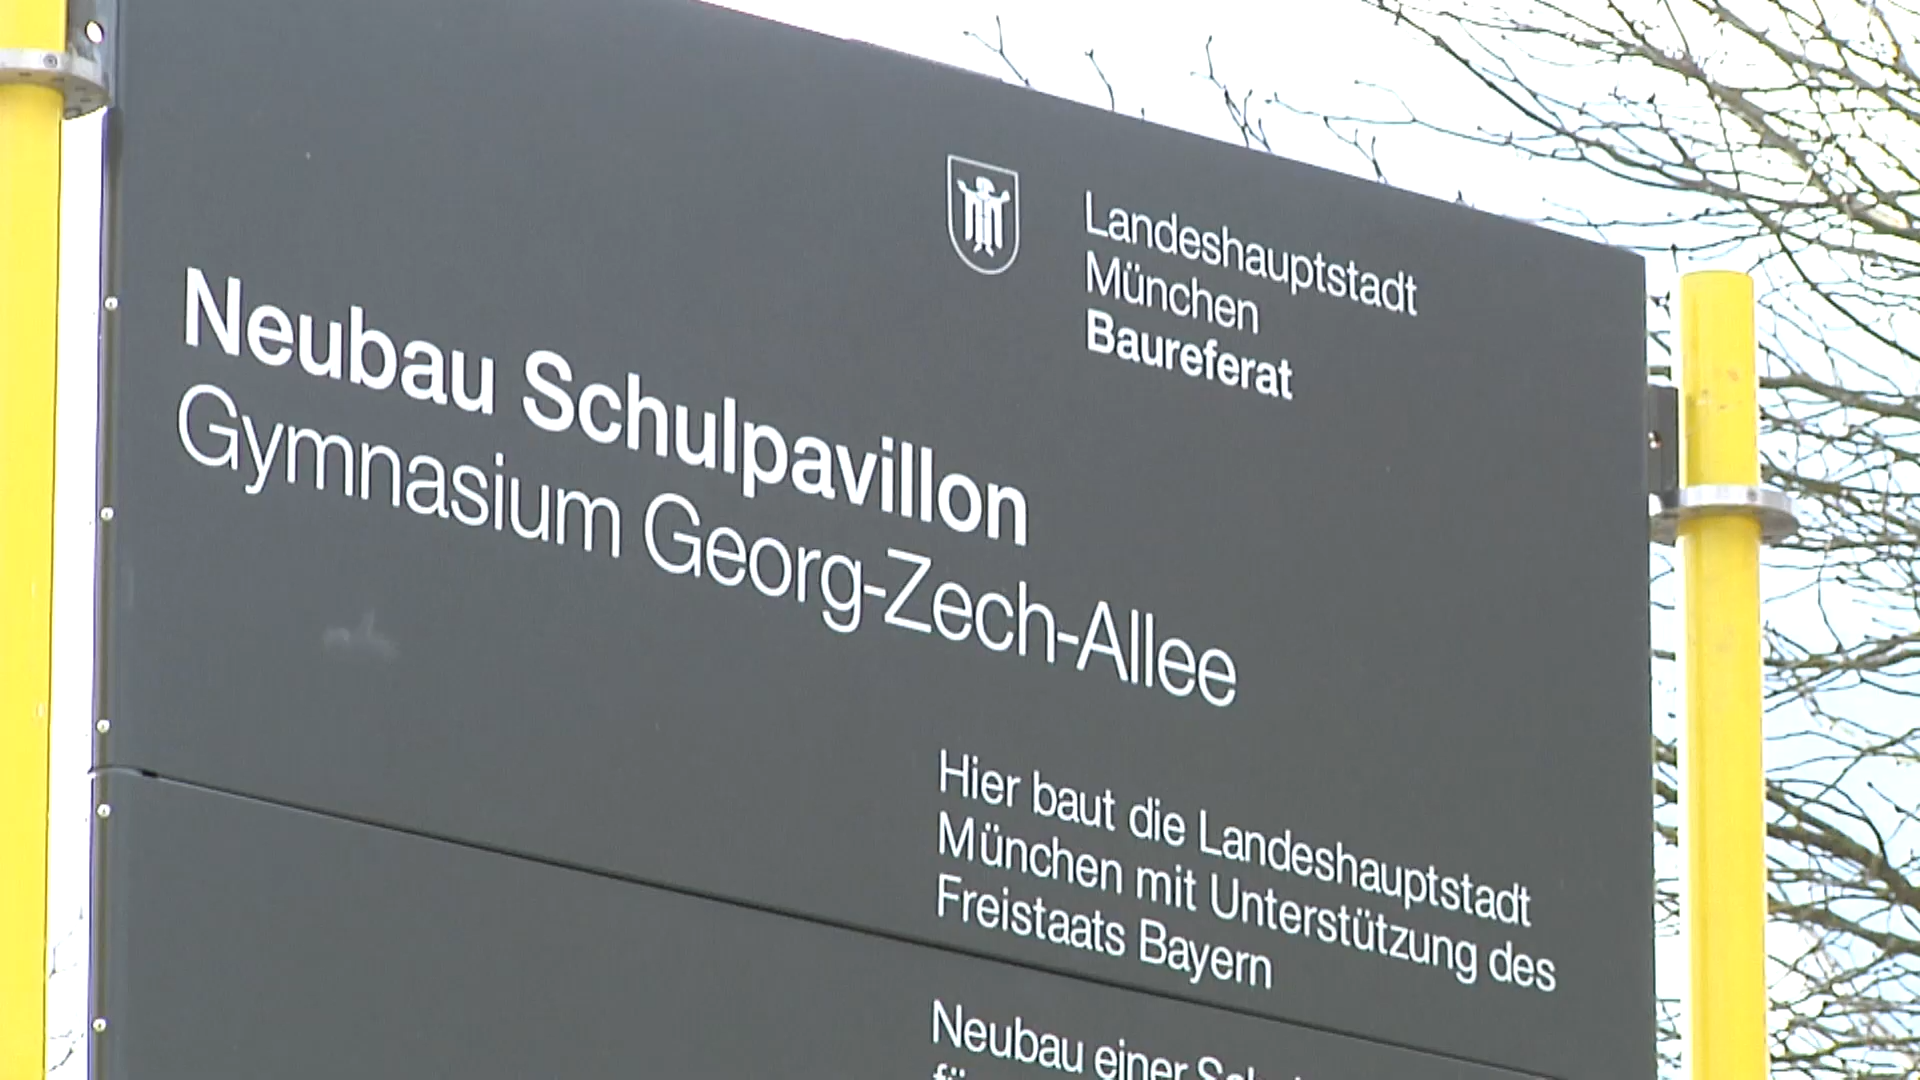 Landeshauptstadt
München
Baureferat
Neubau Schulpavillon
Gymnasium Georg-Zech-Allee
Hier baut die Landeshauptstadt
München mit Unterstützung des
Freistaats Bayern
Neubau einer